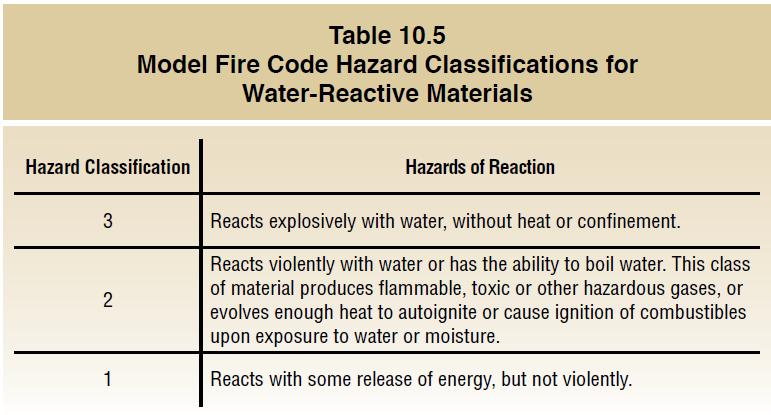 Table 10.5
Model Fire Code Hazard Classifications for
Water-Reactive Materials
Hazard Classification
Hazards of Reaction
3
Reacts explosively with water, without heat or confinement.
2
Reacts violently with water or has the ability to boil water. This class
of material produces flammable, toxic or other hazardous gases, or
evolves enough heat to autoignite or cause ignition of combustibles
upon exposure to water or moisture.
1
Reacts with some release of energy, but not violently.